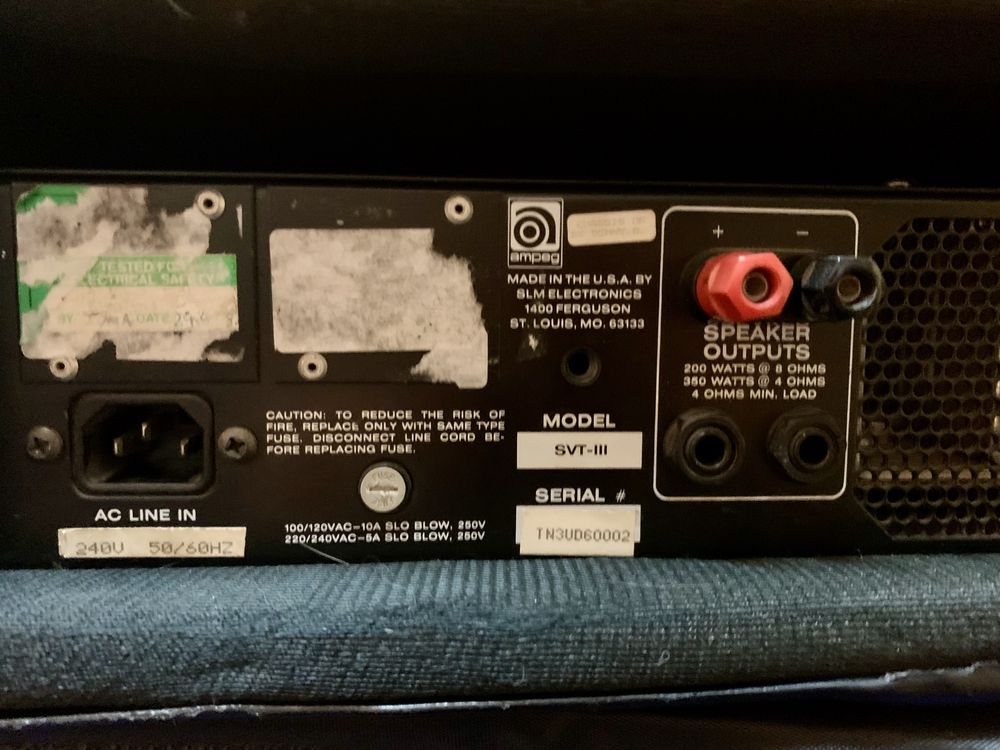 TESTED FOR
ELECTRICAL SAFETY
BY
DATE
ampeg
MADE IN THE U.S.A. BY
SLM ELECTRONICS
1400 FERGUSON
ST. LOUIS, MO. 63133
+ −
SPEAKER
OUTPUTS
200 WATTS @ 8 OHMS
350 WATTS @ 4 OHMS
4 OHMS MIN. LOAD
CAUTION: TO REDUCE THE RISK OF
FIRE, REPLACE ONLY WITH SAME TYPE
FUSE. DISCONNECT LINE CORD BE-
FORE REPLACING FUSE.
FUSE
MODEL
SVT-III
SERIAL #
TN3UD60002
AC LINE IN
240V 50/60HZ
100/120VAC-10A SLO BLOW, 250V
220/240VAC-5A SLO BLOW, 250V